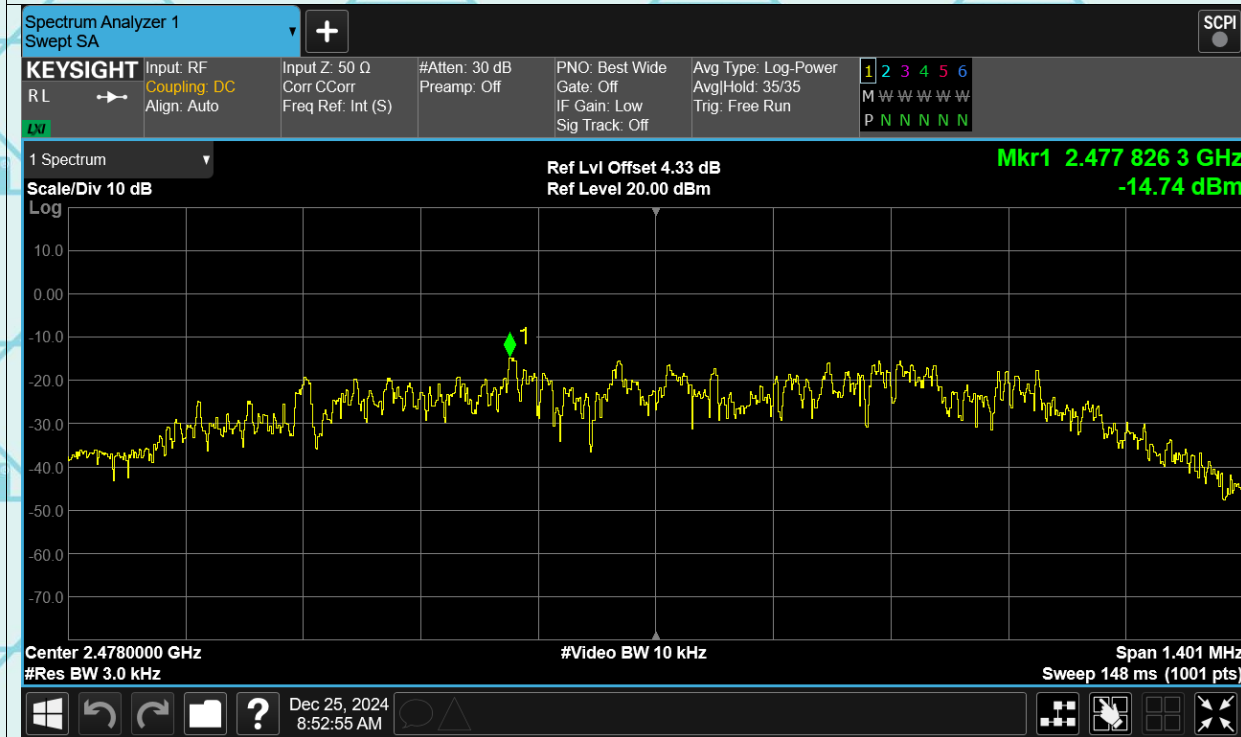 Spectrum Analyzer 1
Swept SA
+
SCPI
KEYSIGHT
RL
LXI
Input: RF
Coupling: DC
Align: Auto
Input Z: 50 Ω
Corr CCorr
Freq Ref: Int (S)
#Atten: 30 dB
Preamp: Off
PNO: Best Wide
Gate: Off
IF Gain: Low
Sig Track: Off
Avg Type: Log-Power
Avg|Hold: 35/35
Trig: Free Run
1 2 3 4 5 6
M W W W W W
P N N N N N
1 Spectrum
Scale/Div 10 dB
Log
Ref Lvl Offset 4.33 dB
Ref Level 20.00 dBm
Mkr1 2.477 826 3 GHz
-14.74 dBm
1
10.0
0.00
-10.0
-20.0
-30.0
-40.0
-50.0
-60.0
-70.0
Center 2.4780000 GHz
#Video BW 10 kHz
Span 1.401 MHz
#Res BW 3.0 kHz
Sweep 148 ms (1001 pts)
?
Dec 25, 2024
8:52:55 AM